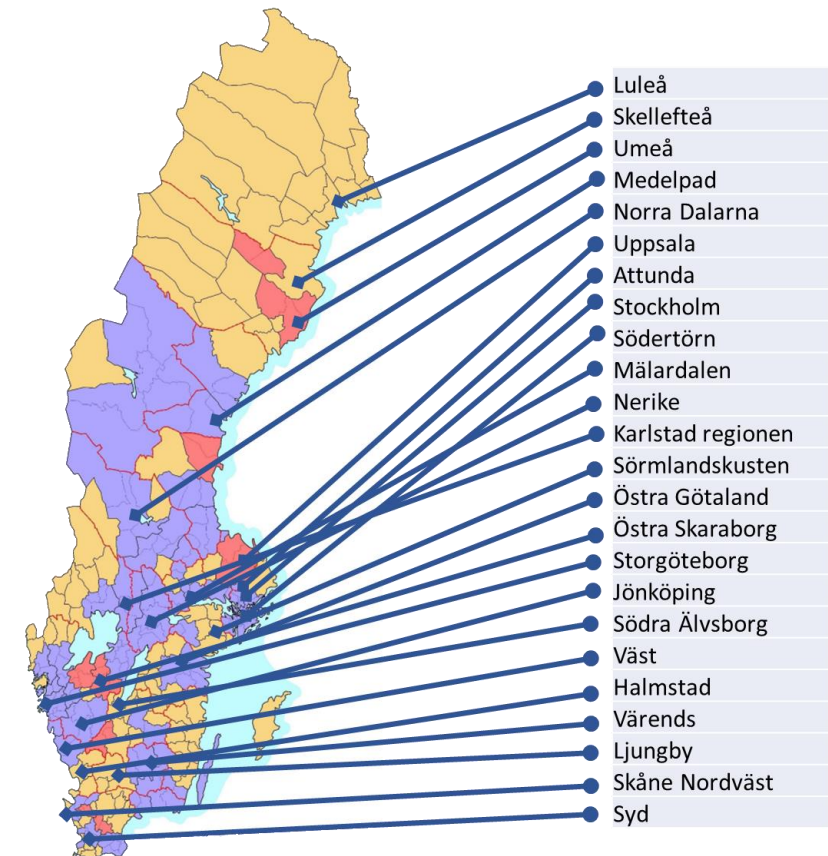 Luleå
Skellefteå
Umeå
Medelpad
Norra Dalarna
Uppsala
Attunda
Stockholm
Södertörn
Mälardalen
Nerike
Karlstad regionen
Sörmlandskusten
Östra Götaland
Östra Skaraborg
Storgöteborg
Jönköping
Södra Älvsborg
Väst
Halmstad
Värends
Ljungby
Skåne Nordväst
Syd